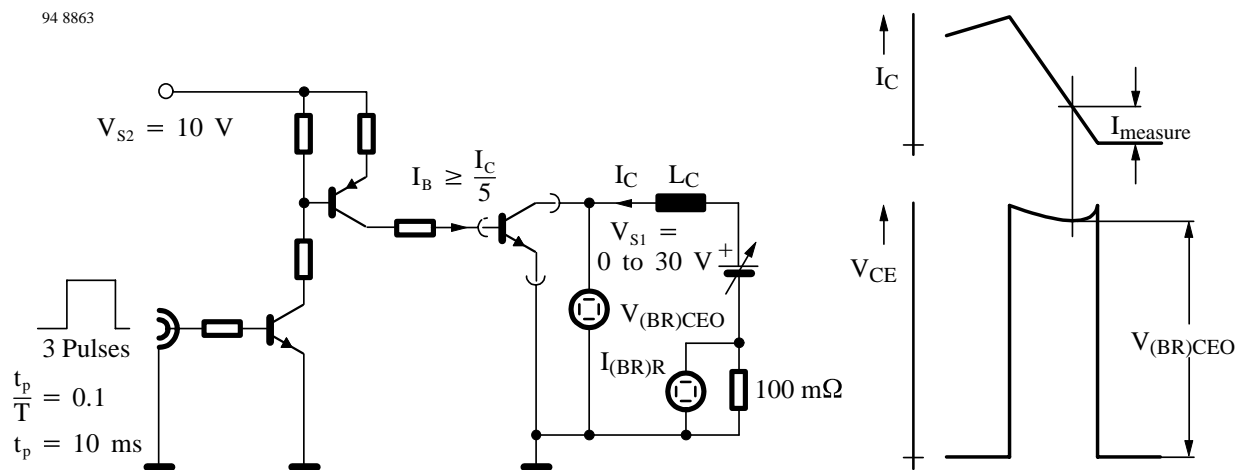 94 8863
V_S2 = 10 V
I_B ≥ I_C/5
I_C
L_C
V_S1 =
0 to 30 V
+
V_(BR)CEO
I_(BR)R
100 mΩ
3 Pulses
t_p/T = 0.1
t_p = 10 ms
I_C
I_measure
V_CE
V_(BR)CEO